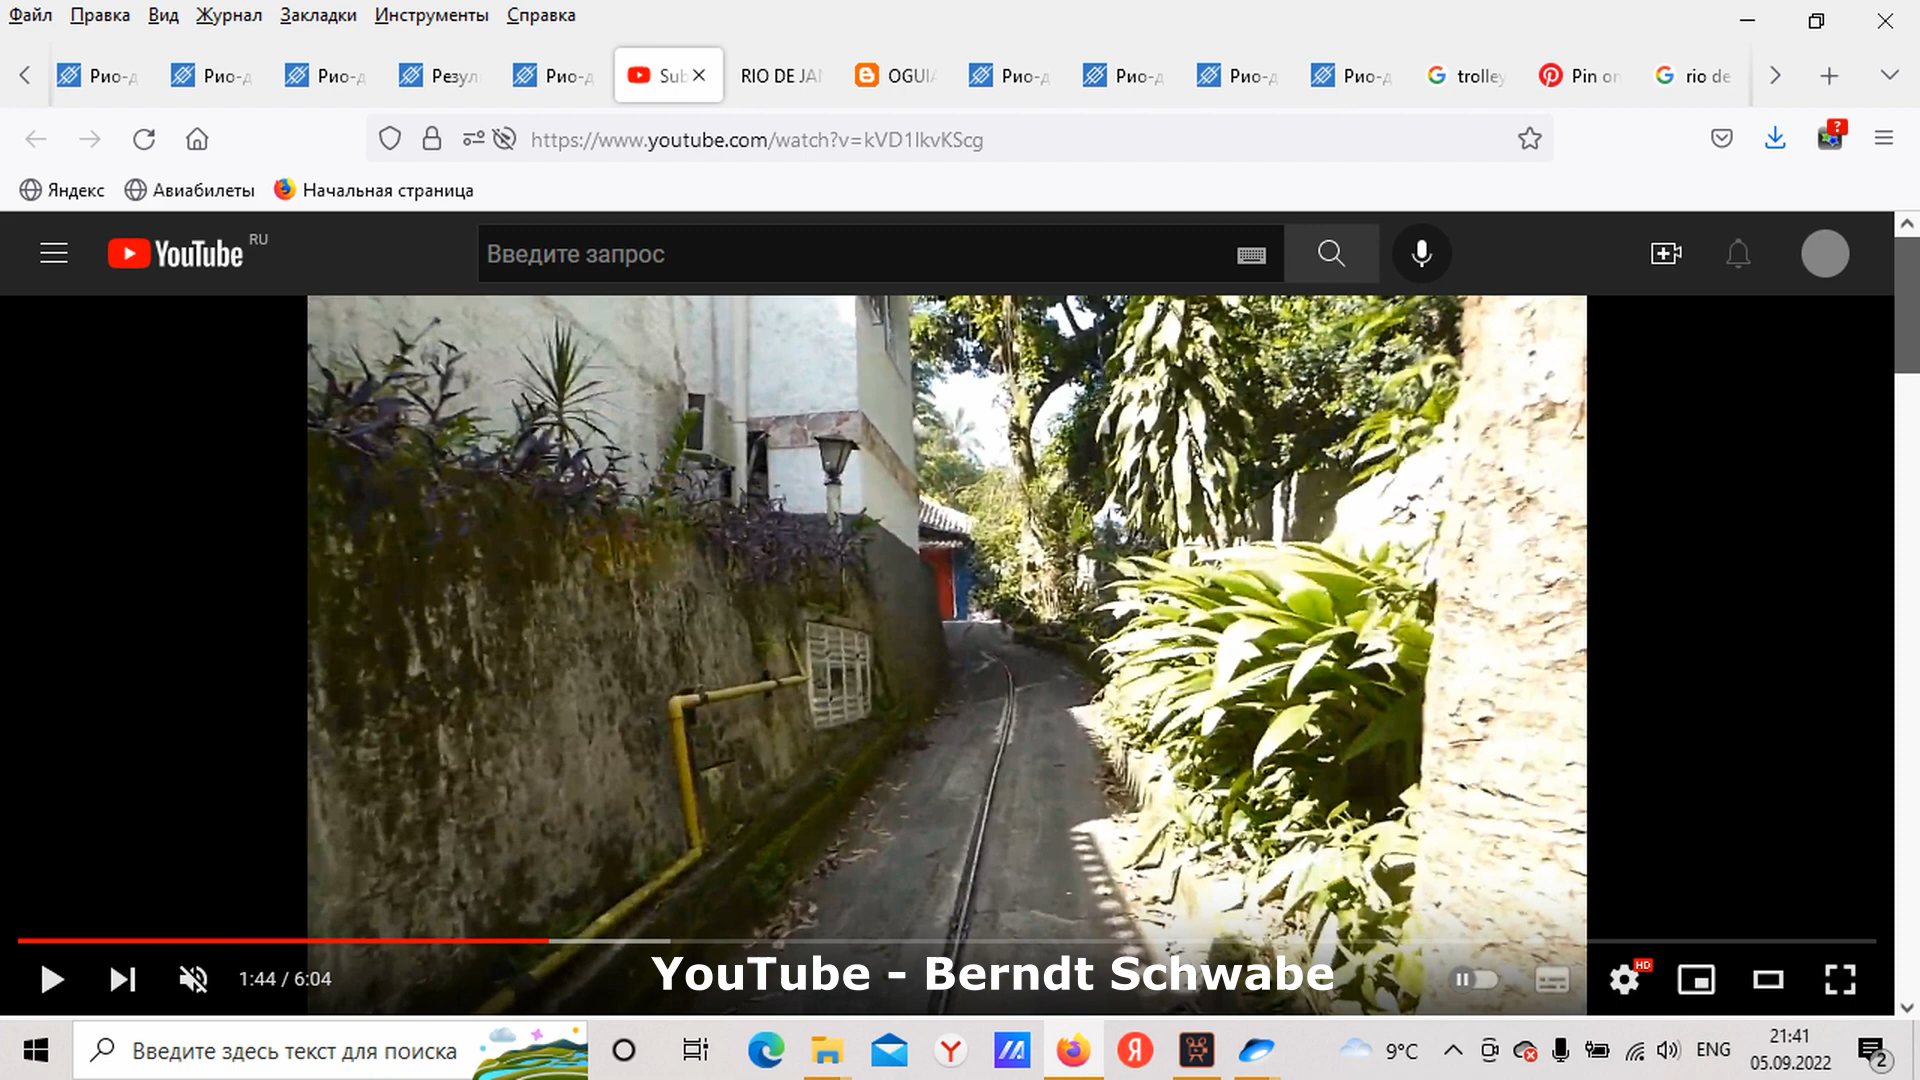 Файл Правка Вид Журнал Закладки Инструменты Справка
Рио-д Рио-д Рио-д Резул Рио-д Sub RIO DE JAN OGUIA Рио-д Рио-д Рио-д Рио-д trolley Pin on rio de
https://www.youtube.com/watch?v=kVD1lkvKScg
?
Яндекс Авиабилеты Начальная страница
YouTube RU
Введите запрос
1:44 / 6:04
YouTube - Berndt Schwabe
HD
Введите здесь текст для поиска
Y
Я
9°C
ENG
21:41
05.09.2022
2